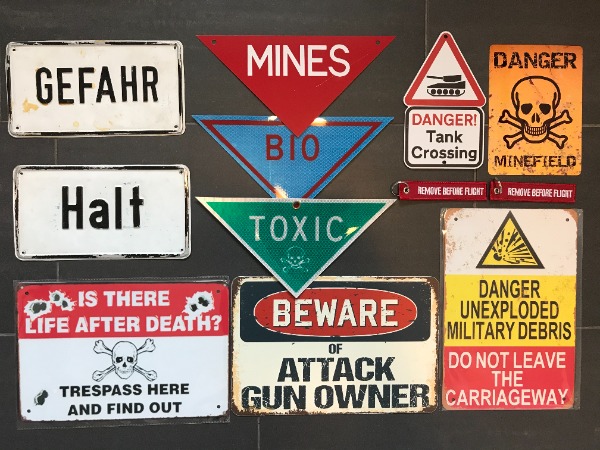 GEFAHR
Halt
MINES
BIO
TOXIC
DANGER!
Tank
Crossing
DANGER
MINEFIELD
REMOVE BEFORE FLIGHT
REMOVE BEFORE FLIGHT
IS THERE
LIFE AFTER DEATH?
TRESPASS HERE
AND FIND OUT
BEWARE
OF
ATTACK
GUN OWNER
DANGER
UNEXPLODED
MILITARY DEBRIS
DO NOT LEAVE
THE
CARRIAGEWAY